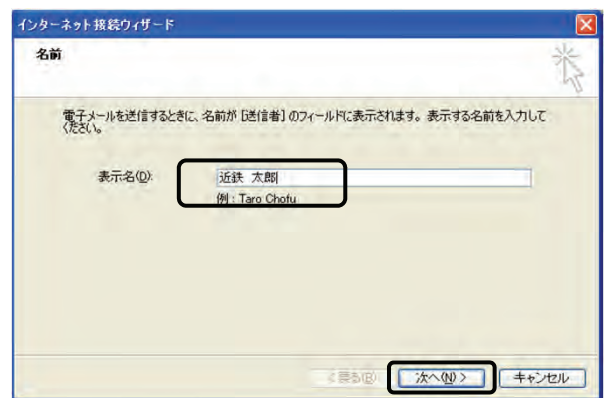 インターネット接続ウィザード
名前
電子メールを送信するときに、名前が [送信者] のフィールドに表示されます。表示する名前を入力して
ください。
表示名(D):
近鉄 太郎
例 : Taro Chofu
< 戻る(B)
次へ(N) >
キャンセル